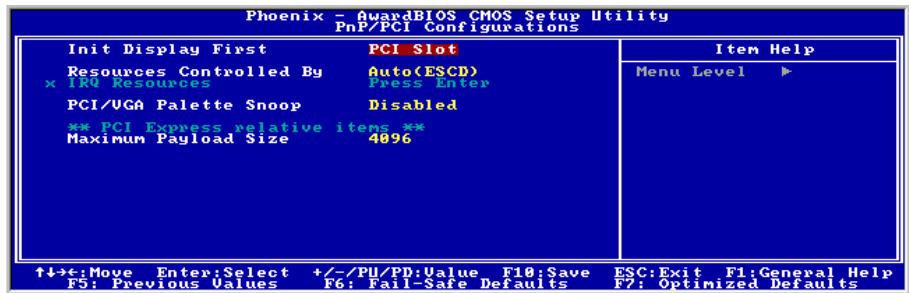 Phoenix - AwardBIOS CMOS Setup Utility
PnP/PCI Configurations
Init Display First PCI Slot Item Help
Resources Controlled By Auto(ESCD) Menu Level ►
x IRQ Resources Press Enter
PCI/VGA Palette Snoop Disabled
** PCI Express relative items **
Maximum Payload Size 4096
↑↓→←:Move Enter:Select +/-/PU/PD:Value F10:Save ESC:Exit F1:General Help
F5: Previous Values F6: Fail-Safe Defaults F7: Optimized Defaults